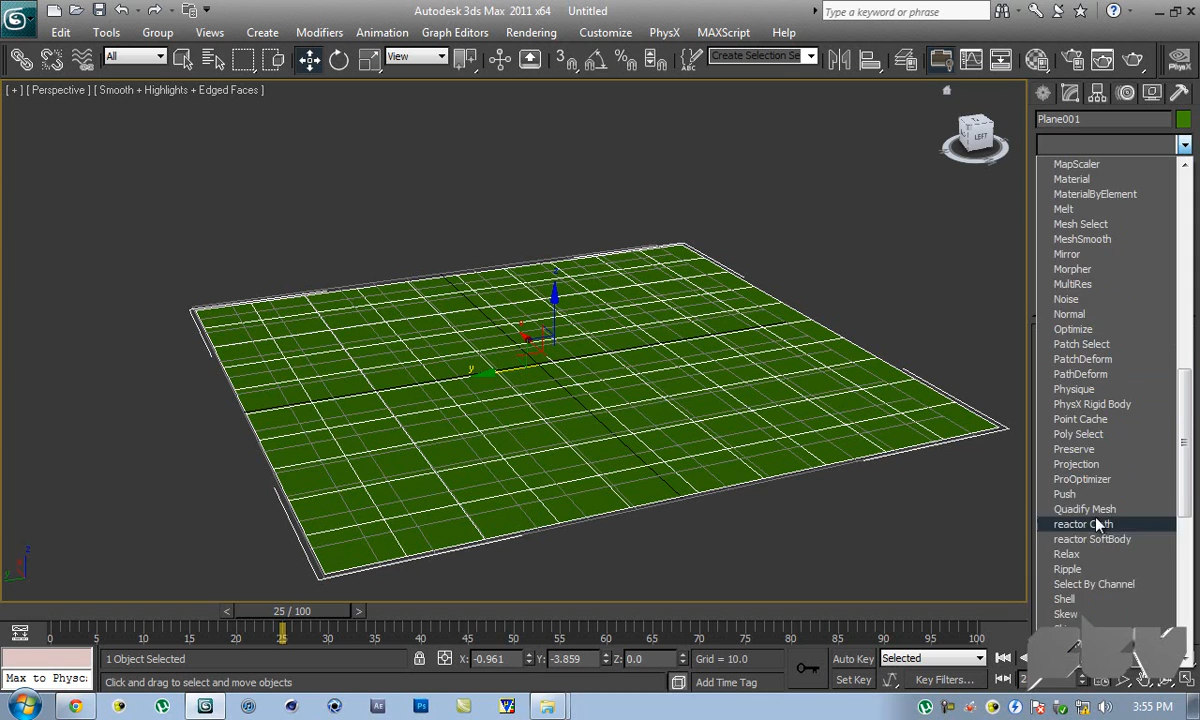 Autodesk 3ds Max 2011 x64 Untitled
Type a keyword or phrase
Edit Tools Group Views Create Modifiers Animation Graph Editors Rendering Customize PhysX MAXScript Help
All View Create Selection Se PhysX
[ + ] [ Perspective ] [ Smooth + Highlights + Edged Faces ]
LEFT
Plane001
MapScaler
Material
MaterialByElement
Melt
Mesh Select
MeshSmooth
Mirror
Morpher
MultiRes
Noise
Normal
Optimize
Patch Select
PatchDeform
PathDeform
Physique
PhysX Rigid Body
Point Cache
Poly Select
Preserve
Projection
ProOptimizer
Push
Quadify Mesh
reactor Cloth
reactor SoftBody
Relax
Ripple
Select By Channel
Shell
Skew
z
x
y
z
y
< 25 / 100 >
0 5 10 15 20 25 30 35 40 45 50 55 60 65 70 75 80 85 90 95 100
1 Object Selected X: -0.961 Y: -3.859 Z: 0.0 Grid = 10.0 Auto Key Selected
Max to Physc Click and drag to select and move objects Add Time Tag Set Key Key Filters...
Ae Ps 3:55 PM